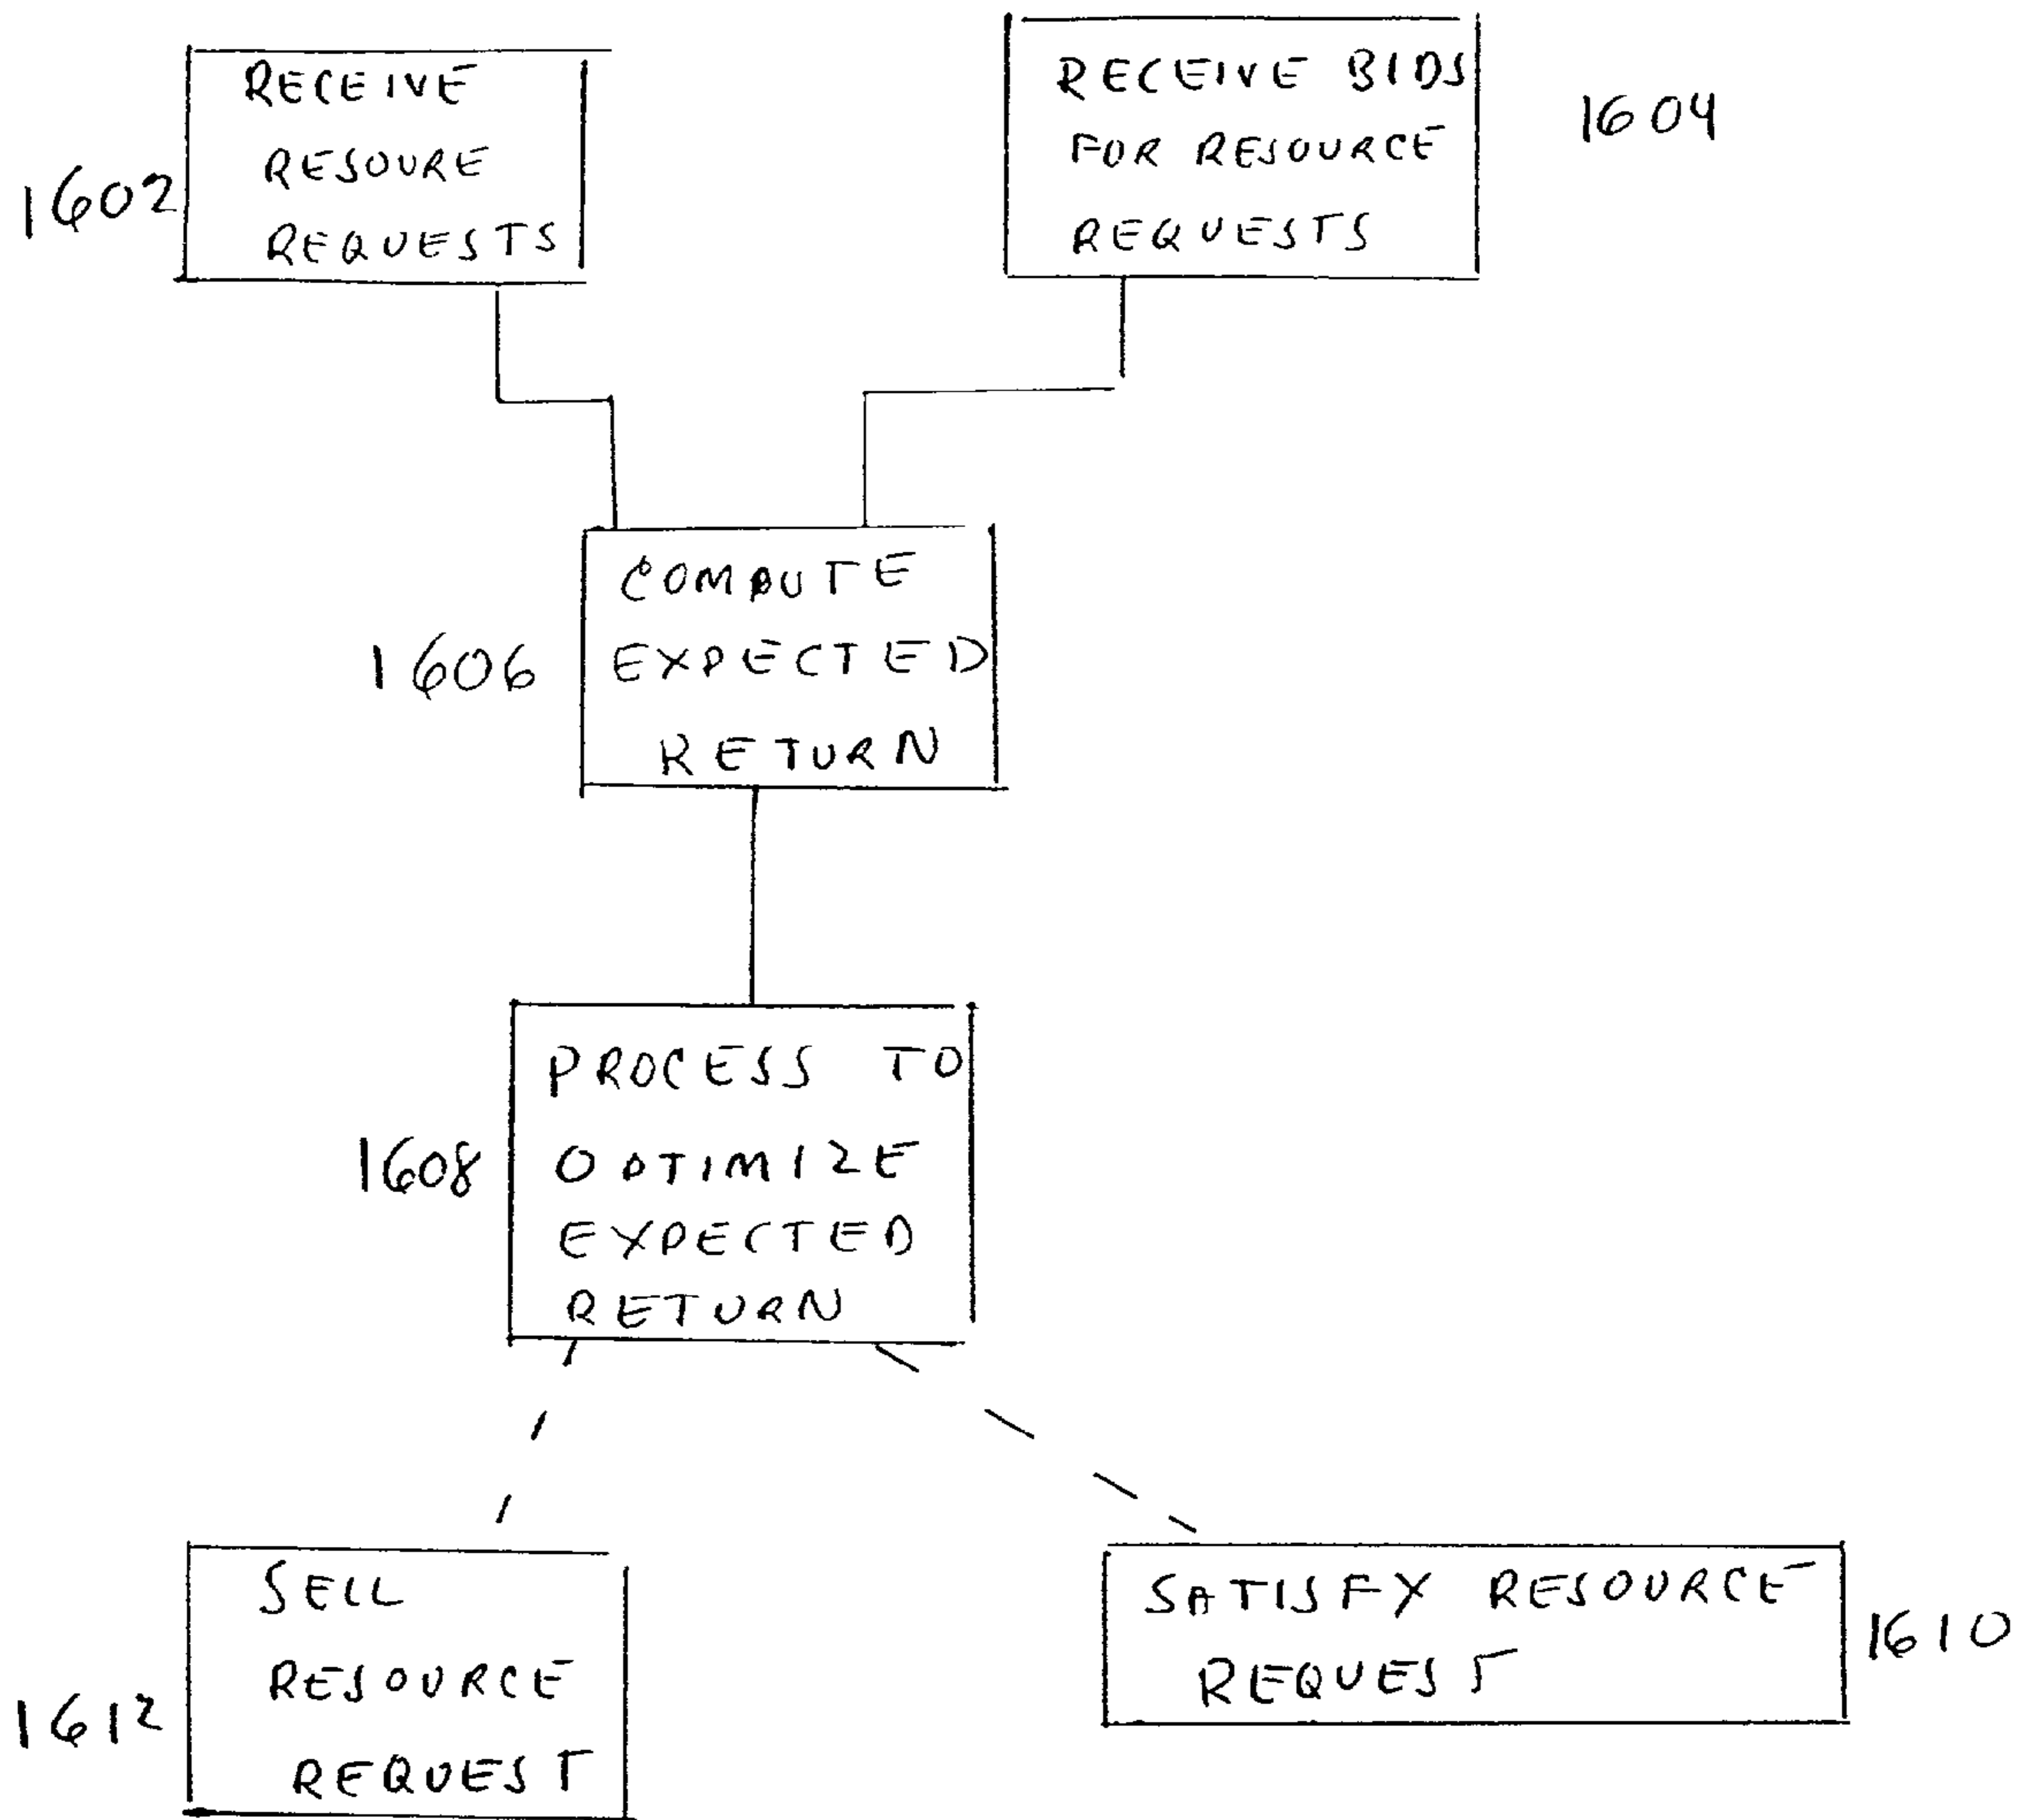 RECEIVE
RESOURE
REQUESTS
1602
RECEIVE BIDS
FOR RESOURCE
REQUESTS
1604
COMPUTE
EXPECTED
RETURN
1606
PROCESS TO
OPTIMIZE
EXPECTED
RETURN
1608
SELL
RESOURCE
REQUEST
1612
SATISFY RESOURCE
REQUEST
1610